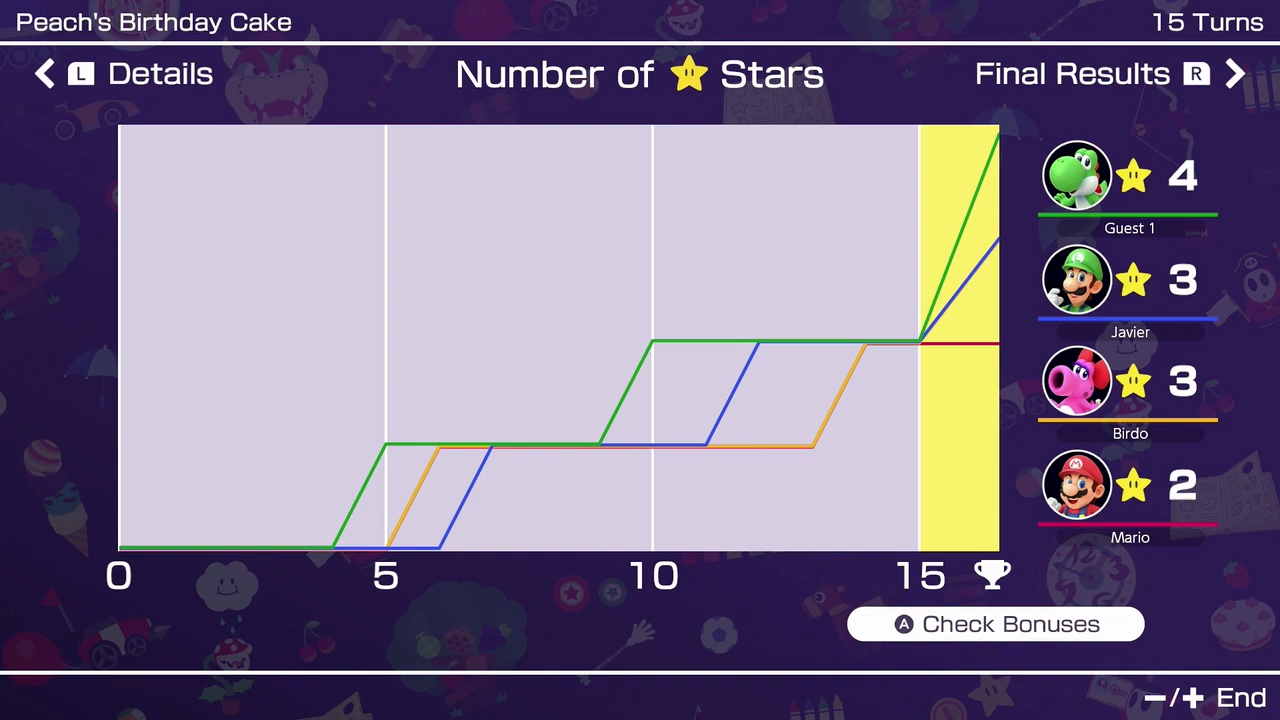 Peach's Birthday Cake
15 Turns
L Details
Number of Stars
Final Results R
4
Guest 1
3
Javier
3
Birdo
2
Mario
0 5 10 15
A Check Bonuses
−/+ End